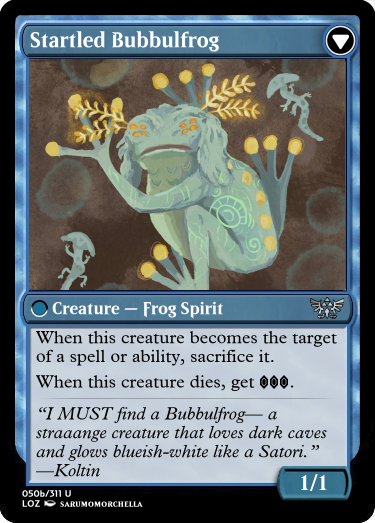 Startled Bubbulfrog
Creature — Frog Spirit
When this creature becomes the target
of a spell or ability, sacrifice it.
When this creature dies, get .
“I MUST find a Bubbulfrog— a
straaange creature that loves dark caves
and glows blueish-white like a Satori.”
—Koltin
1/1
050b/311 U
LOZ SARUMOMORCHELLA